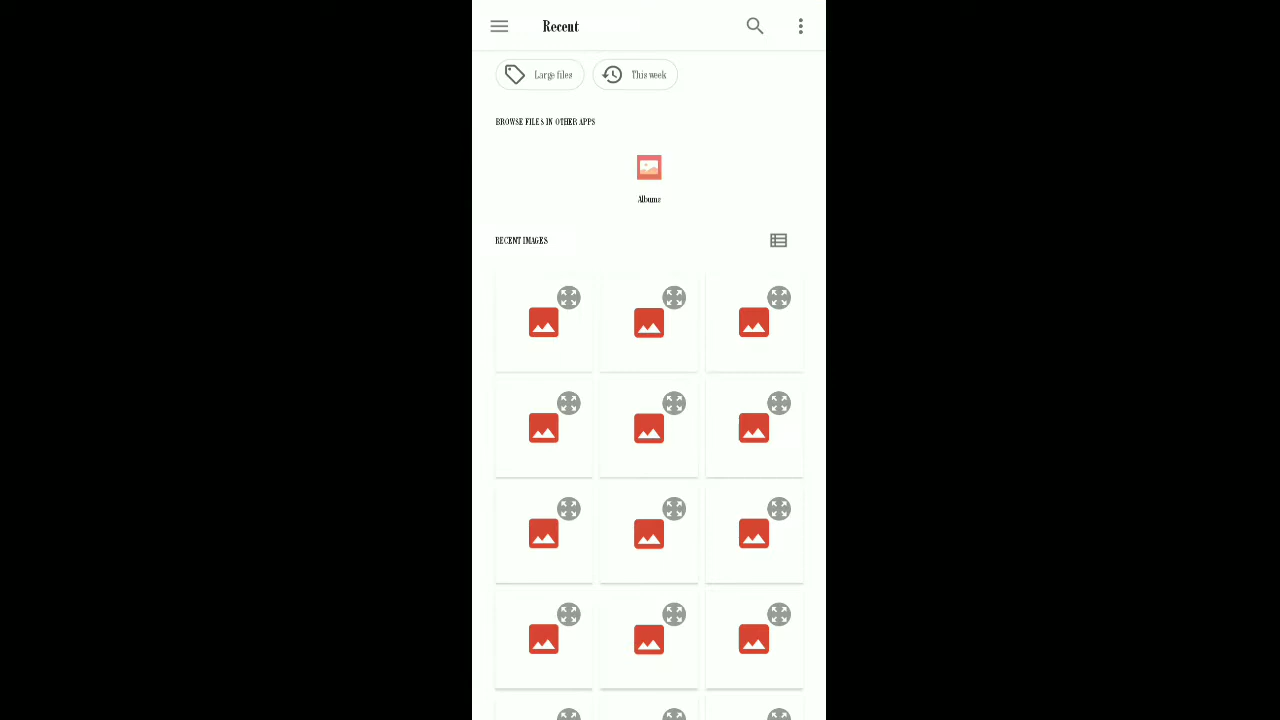 Recent
Large files
This week
BROWSE FILES IN OTHER APPS
Albums
RECENT IMAGES